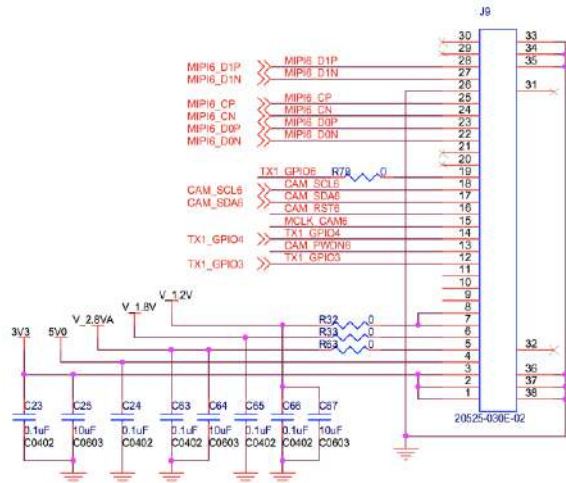 J9
30 33
29 34
MIPI6_D1P MIPI6_D1P 28 35
MIPI6_D1N MIPI6_D1N 27
26 31
MIPI6_CP MIPI6_CP 25
MIPI6_CN MIPI6_CN 24
MIPI6_D0P MIPI6_D0P 23
MIPI6_D0N MIPI6_D0N 22
21
20
TX1_GPIO6 R79 0 19
CAM_SCL6 CAM_SCL6 18
CAM_SDA6 CAM_SDA6 17
CAM_RST6 16
MCLK_CAM6 15
TX1_GPIO4 TX1_GPIO4 14
CAM_PWDN6 13
TX1_GPIO3 TX1_GPIO3 12
11
10
9
8
V_1.2V R32 0 7
V_1.8V R33 0 6
V_2.8VA R63 0 5 32
3V3 5V0 4
3 36
2 37
1 38
20525-030E-02
C23 C25 C24 C63 C64 C65 C66 C67
0.1uF 10uF 0.1uF 0.1uF 10uF 0.1uF 0.1uF 10uF
C0402 C0603 C0402 C0402 C0603 C0402 C0402 C0603